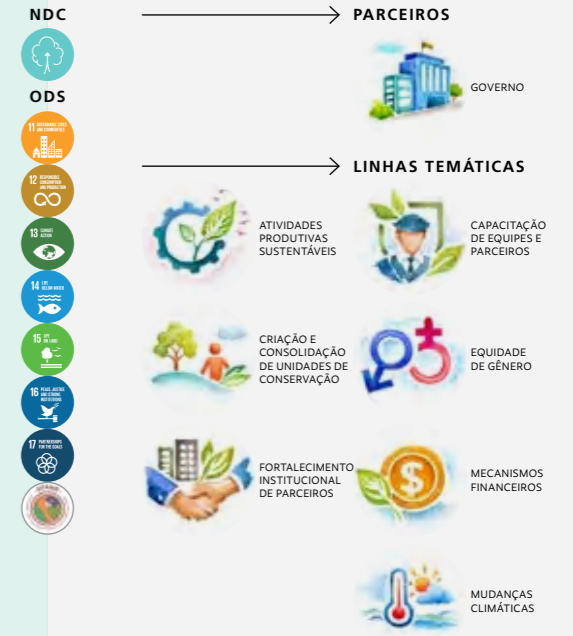 NDC
PARCEIROS
GOVERNO
ODS
11 SUSTAINABLE CITIES
AND COMMUNITIES
12 RESPONSIBLE
CONSUMPTION
AND PRODUCTION
13 CLIMATE
ACTION
14 LIFE
BELOW WATER
15 LIFE
ON LAND
16 PEACE, JUSTICE
AND STRONG
INSTITUTIONS
17 PARTNERSHIPS
FOR THE GOALS
LINHAS TEMÁTICAS
ATIVIDADES
PRODUTIVAS
SUSTENTÁVEIS
CAPACITAÇÃO
DE EQUIPES E
PARCEIROS
CRIAÇÃO E
CONSOLIDAÇÃO
DE UNIDADES DE
CONSERVAÇÃO
EQUIDADE
DE GÊNERO
FORTALECIMENTO
INSTITUCIONAL
DE PARCEIROS
MECANISMOS
FINANCEIROS
MUDANÇAS
CLIMÁTICAS